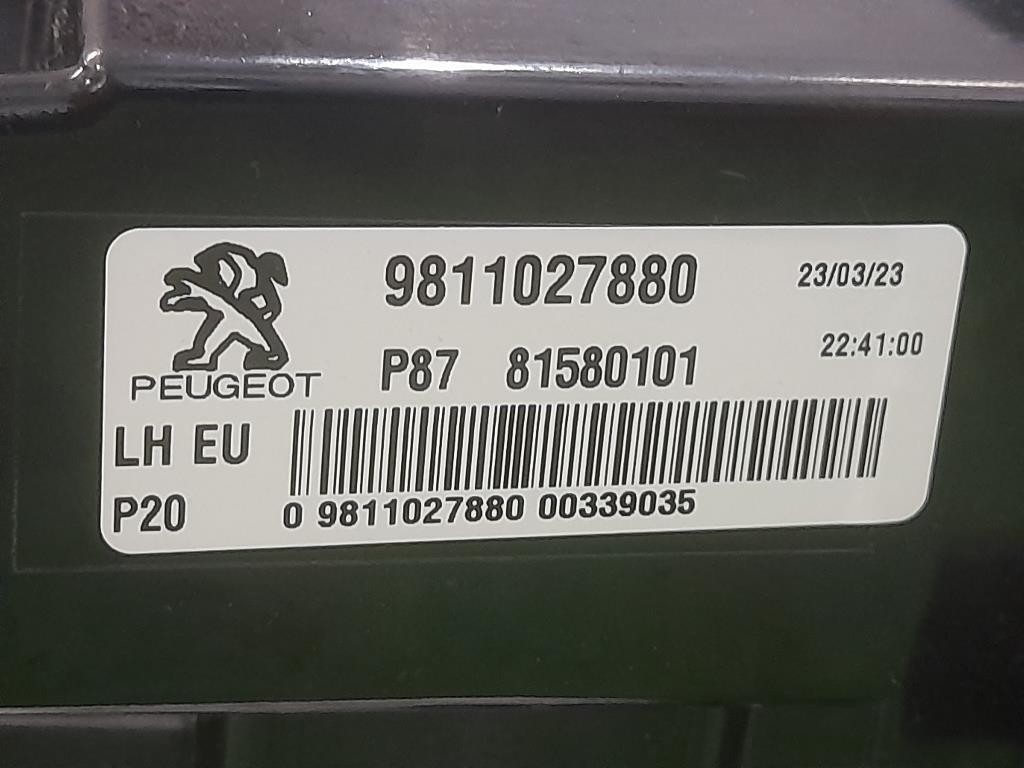 9811027880 23/03/23
P87 81580101 22:41:00
PEUGEOT
LH EU
P20
0 9811027880 00339035